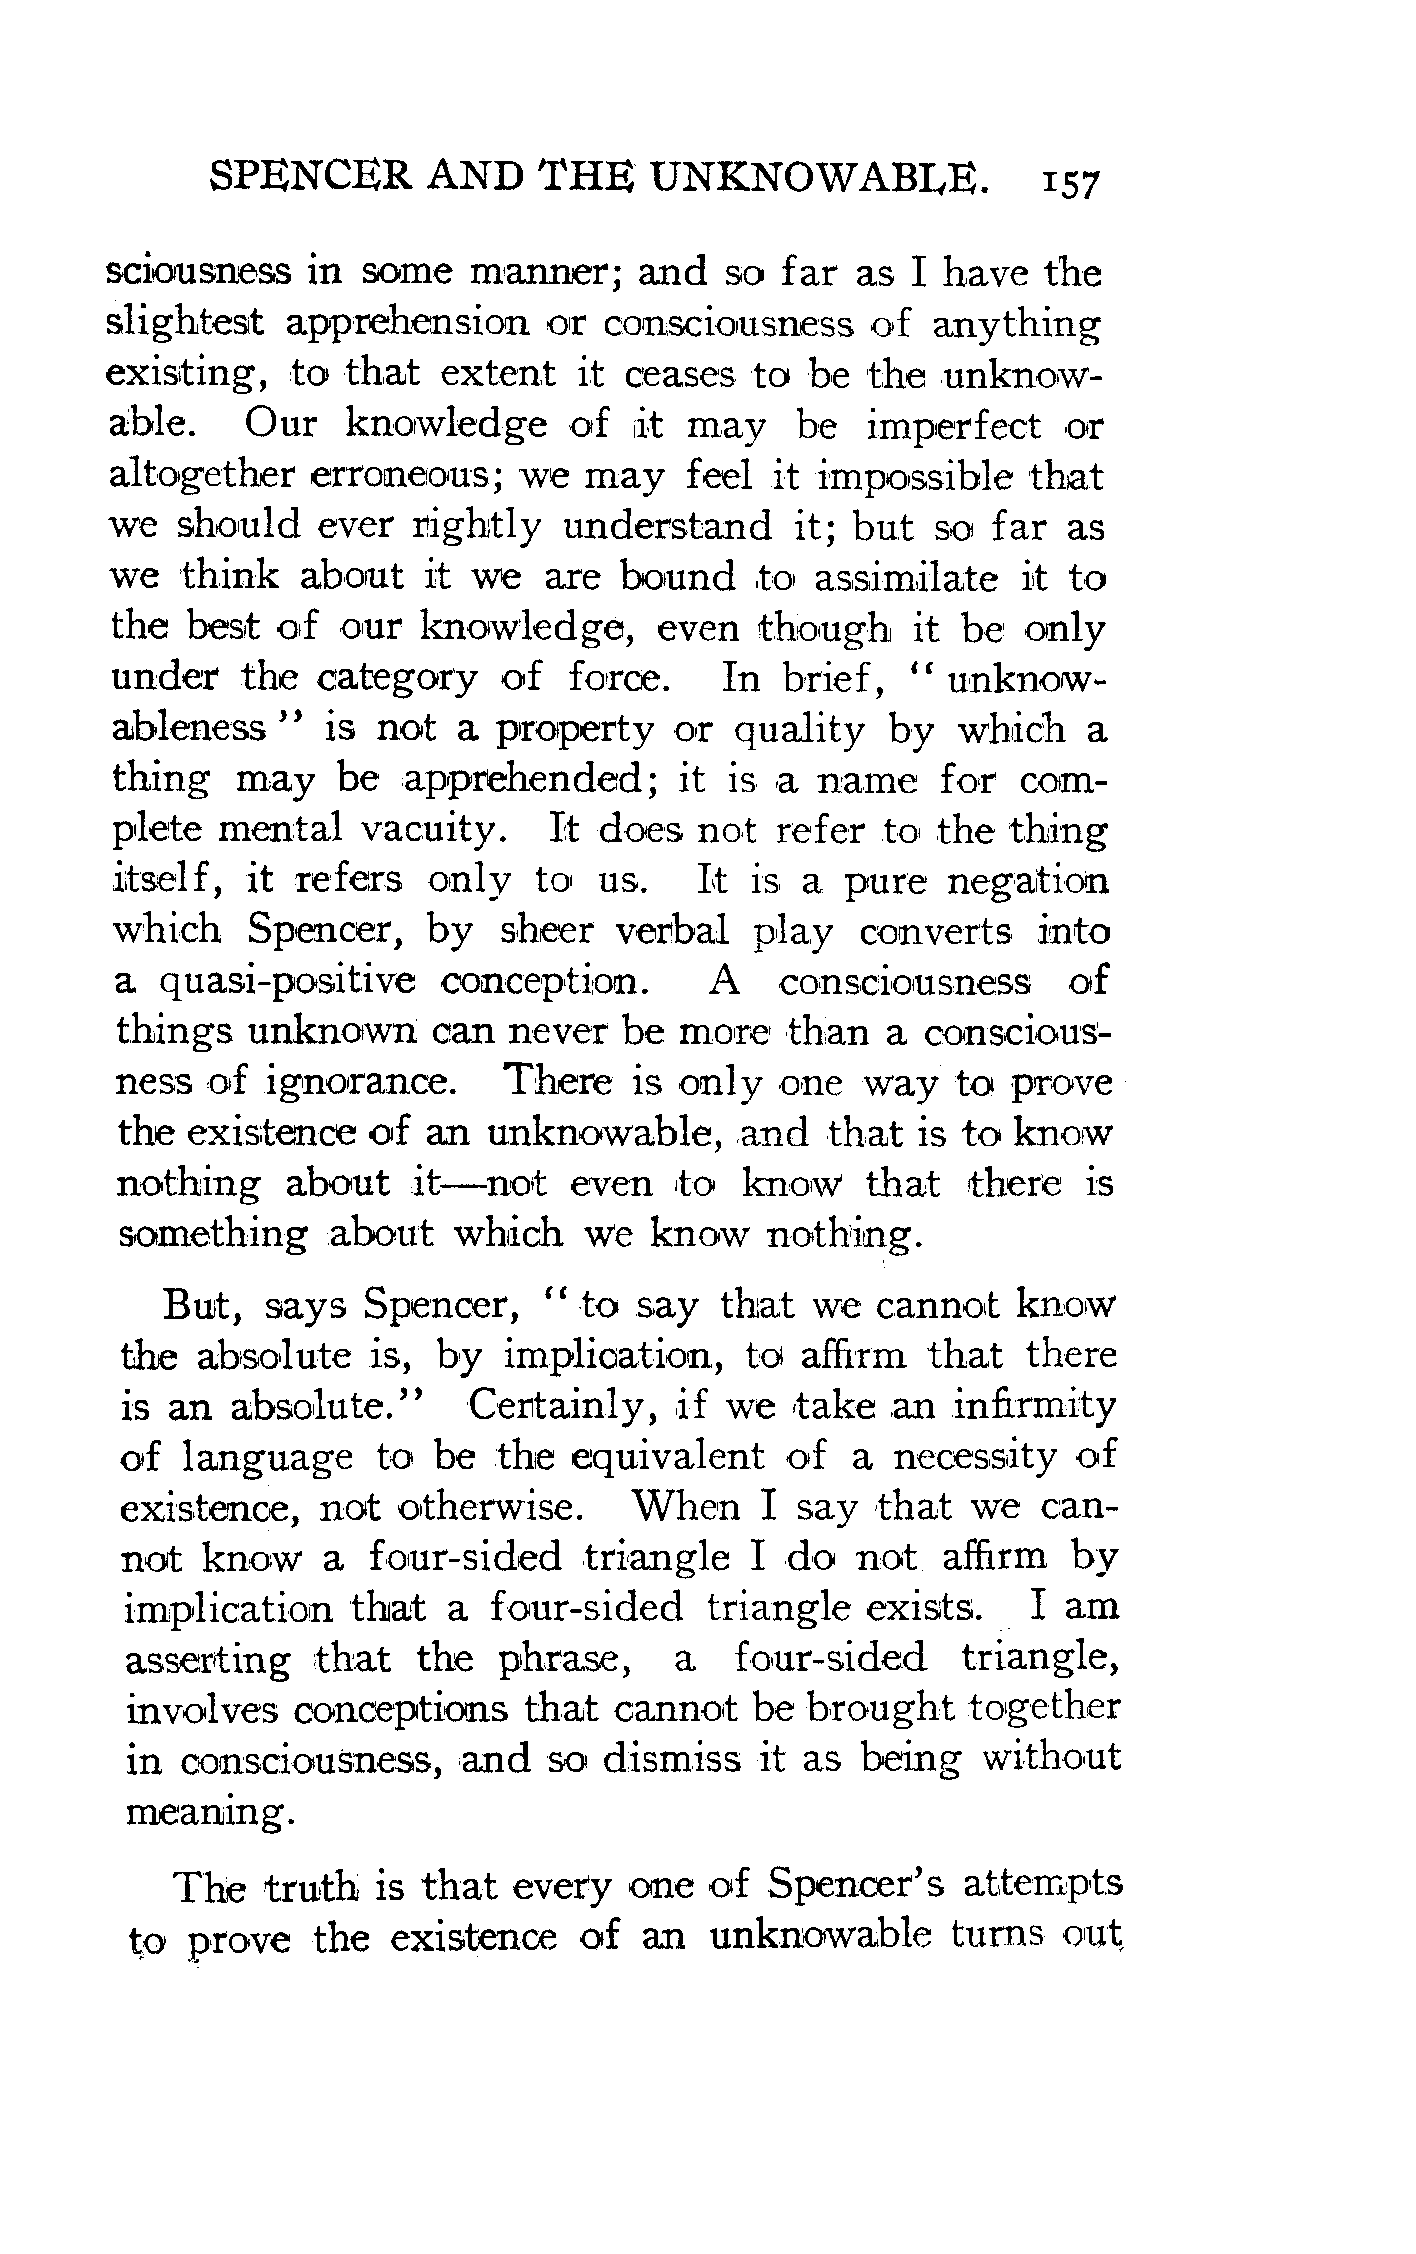 SPENCER AND THE UNKNOWABLE. 157
sciousness in some manner; and so far as I have the
slightest apprehension or consciousness of anything
existing, to that extent it ceases to be the unknow-
able. Our knowledge of it may be imperfect or
altogether erroneous; we may feel it impossible that
we should ever rightly understand it; but so far as
we think about it we are bound to assimilate it to
the best of our knowledge, even though it be only
under the category of force. In brief, “ unknow-
ableness ” is not a property or quality by which a
thing may be apprehended; it is a name for com-
plete mental vacuity. It does not refer to the thing
itself, it refers only to us. It is a pure negation
which Spencer, by sheer verbal play converts into
a quasi-positive conception. A consciousness of
things unknown can never be more than a conscious-
ness of ignorance. There is only one way to prove
the existence of an unknowable, and that is to know
nothing about it—not even to know that there is
something about which we know nothing.
But, says Spencer, “ to say that we cannot know
the absolute is, by implication, to affirm that there
is an absolute.” Certainly, if we take an infirmity
of language to be the equivalent of a necessity of
existence, not otherwise. When I say that we can-
not know a four-sided triangle I do not affirm by
implication that a four-sided triangle exists. I am
asserting that the phrase, a four-sided triangle,
involves conceptions that cannot be brought together
in consciousness, and so dismiss it as being without
meaning.
The truth is that every one of Spencer's attempts
to prove the existence of an unknowable turns out